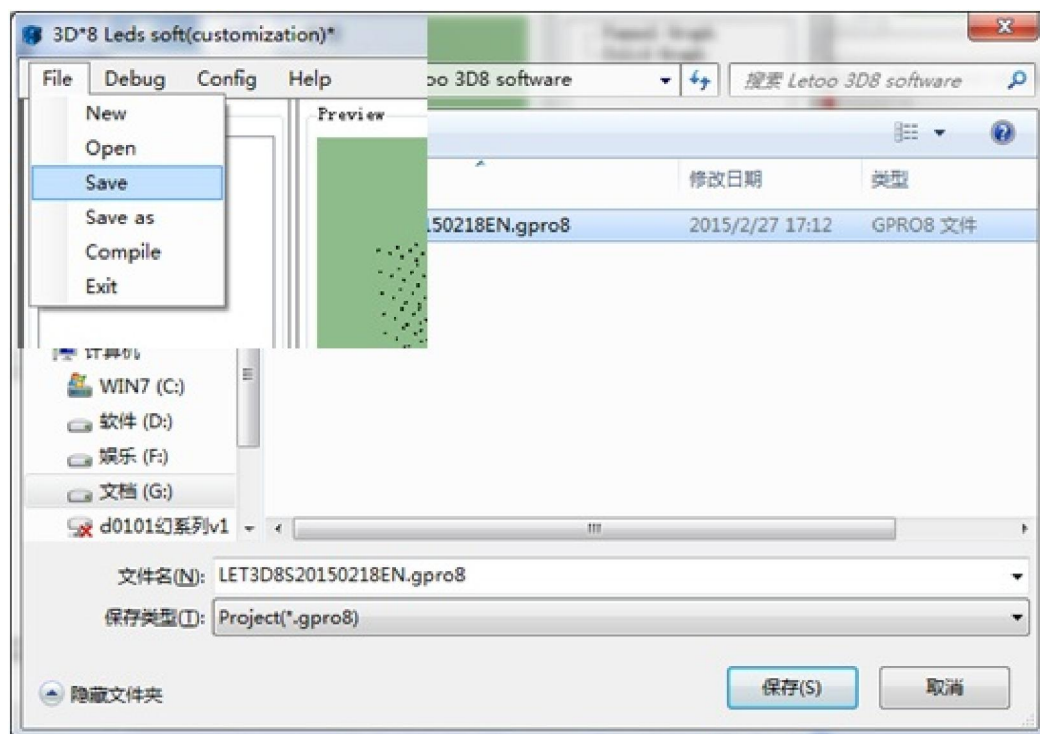 3D*8 Leds soft(customization)*
File Debug Config Help
oo 3D8 software
搜索 Letoo 3D8 software
New
Open
Save
Save as
Compile
Exit
Preview
修改日期 类型
150218EN.gpro8 2015/2/27 17:12 GPRO8 文件
计算机
WIN7 (C:)
软件 (D:)
娱乐 (F:)
文档 (G:)
d0101幻系列v1
文件名(N): LET3D8S20150218EN.gpro8
保存类型(T): Project(*.gpro8)
隐藏文件夹
保存(S) 取消